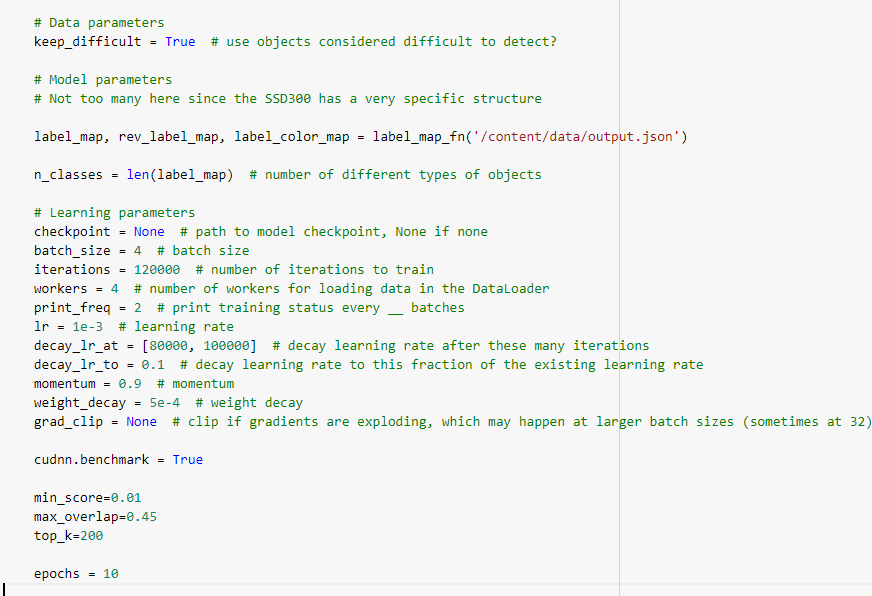 # Data parameters
keep_difficult = True  # use objects considered difficult to detect?
# Model parameters
# Not too many here since the SSD300 has a very specific structure
label_map, rev_label_map, label_color_map = label_map_fn('/content/data/output.json')
n_classes = len(label_map)  # number of different types of objects
# Learning parameters
checkpoint = None  # path to model checkpoint, None if none
batch_size = 4  # batch size
iterations = 120000  # number of iterations to train
workers = 4  # number of workers for loading data in the DataLoader
print_freq = 2  # print training status every __ batches
lr = 1e-3  # learning rate
decay_lr_at = [80000, 100000]  # decay learning rate after these many iterations
decay_lr_to = 0.1  # decay learning rate to this fraction of the existing learning rate
momentum = 0.9  # momentum
weight_decay = 5e-4  # weight decay
grad_clip = None  # clip if gradients are exploding, which may happen at larger batch sizes (sometimes at 32)
cudnn.benchmark = True
min_score=0.01
max_overlap=0.45
top_k=200
epochs = 10